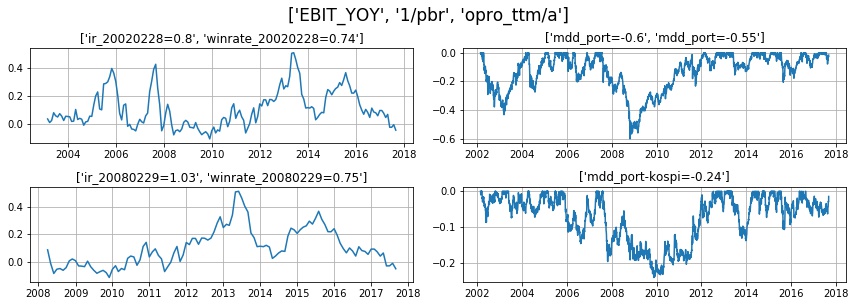 ['EBIT_YOY', '1/pbr', 'opro_ttm/a']
['ir_20020228=0.8', 'winrate_20020228=0.74']
0.4
0.2
0.0
2004 2006 2008 2010 2012 2014 2016 2018
['mdd_port=-0.6', 'mdd_port=-0.55']
0.0
−0.2
−0.4
−0.6
2002 2004 2006 2008 2010 2012 2014 2016 2018
['ir_20080229=1.03', 'winrate_20080229=0.75']
0.4
0.2
0.0
2008 2009 2010 2011 2012 2013 2014 2015 2016 2017 2018
['mdd_port-kospi=-0.24']
0.0
−0.1
−0.2
2002 2004 2006 2008 2010 2012 2014 2016 2018